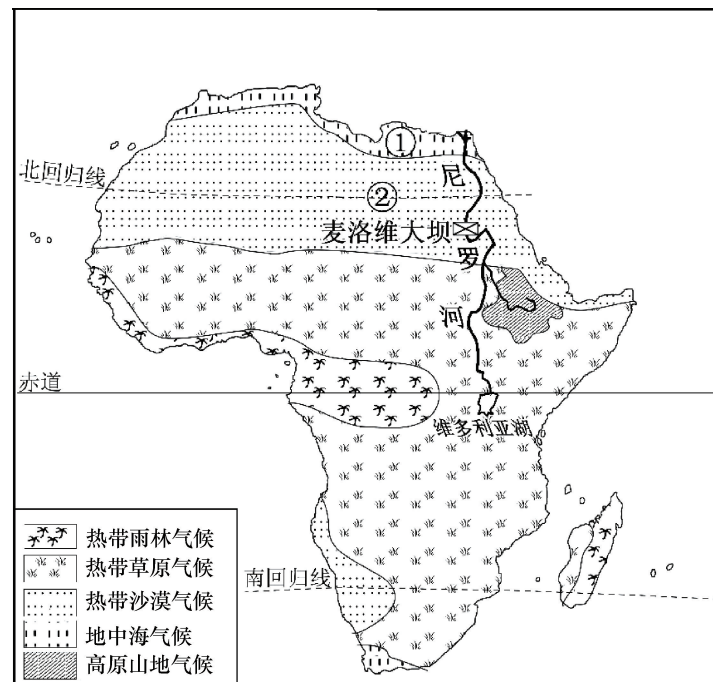 ①
尼
北回归线
②
麦洛维大坝
罗
河
赤道
维多利亚湖
热带雨林气候
热带草原气候
南回归线
热带沙漠气候
地中海气候
高原山地气候